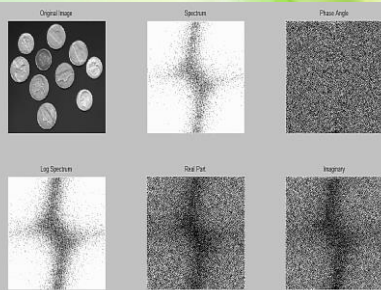 Original Image
Spectrum
Phase Angle
Log Spectrum
Real Part
Imaginary